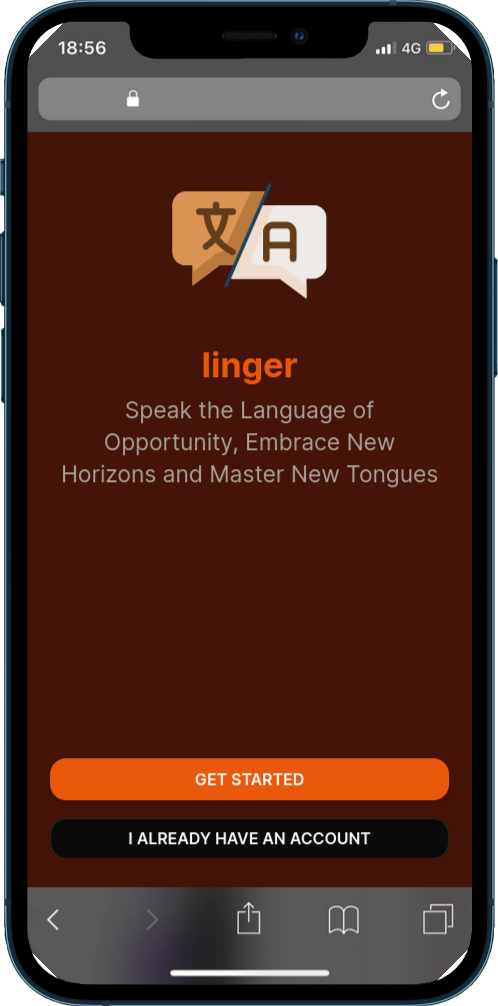 18:56
4G
文 A
linger
Speak the Language of
Opportunity, Embrace New
Horizons and Master New Tongues
GET STARTED
I ALREADY HAVE AN ACCOUNT